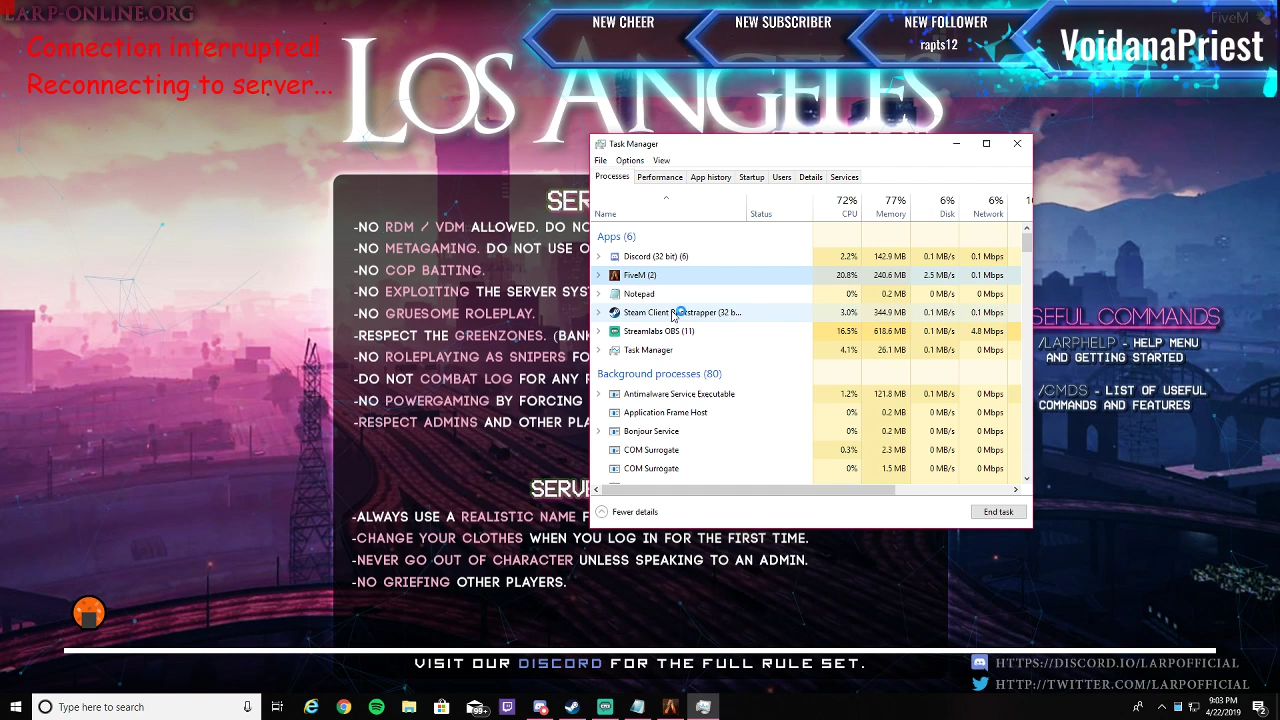 LARP-ONLINE.ORG
Connection interrupted!
Reconnecting to server...
NEW CHEER
NEW SUBSCRIBER
NEW FOLLOWER
rapts12
FiveM
VoidanaPriest
LOS ANGELES
-NO RDM / VDM ALLOWED. DO NO
-NO METAGAMING. DO NOT USE O
-NO COP BAITING.
-NO EXPLOITING THE SERVER SYS
-NO GRUESOME ROLEPLAY.
-RESPECT THE GREENZONES. (BAN
-NO ROLEPLAYING AS SNIPERS FO
-DO NOT COMBAT LOG FOR ANY R
-NO POWERGAMING BY FORCING
-RESPECT ADMINS AND OTHER PLA
-ALWAYS USE A REALISTIC NAME F
-CHANGE YOUR CLOTHES WHEN YOU LOG IN FOR THE FIRST TIME.
-NEVER GO OUT OF CHARACTER UNLESS SPEAKING TO AN ADMIN.
-NO GRIEFING OTHER PLAYERS.
Task Manager
File Options View
Processes Performance App history Startup Users Details Services
72% 77% 6% 6%
Name Status CPU Memory Disk Network
Apps (6)
Discord (32 bit) (6) 2.2% 142.9 MB 0.1 MB/s 0.1 Mbps
FiveM (2) 20.8% 240.6 MB 2.5 MB/s 0.1 Mbps
Notepad 0% 0.2 MB 0 MB/s 0 Mbps
Steam Client (32 b... 3.0% 344.9 MB 0.1 MB/s 0.1 Mbps
Streamlabs OBS (11) 16.5% 618.6 MB 0.1 MB/s 4.8 Mbps
Task Manager 4.1% 26.1 MB 0.1 MB/s 0 Mbps
Background processes (80)
Antimalware Service Executable 1.2% 121.8 MB 0.1 MB/s 0 Mbps
Application Frame Host 0% 0.2 MB 0 MB/s 0 Mbps
Bonjour Service 0% 0.2 MB 0 MB/s 0 Mbps
COM Surrogate 0.3% 2.3 MB 0 MB/s 0 Mbps
COM Surrogate 0% 1.5 MB 0 MB/s 0 Mbps
Fewer details End task
SEFUL COMMANDS
/LARPHELP - HELP MENU
AND GETTING STARTED
/CMDS - LIST OF USEFUL
COMMANDS AND FEATURES
VISIT OUR DISCORD FOR THE FULL RULE SET.
HTTPS://DISCORD.IO/LARPOFFICIAL
HTTP://TWITTER.COM/LARPOFFICIAL
Type here to search
99+
9:03 PM
4/22/2019
2